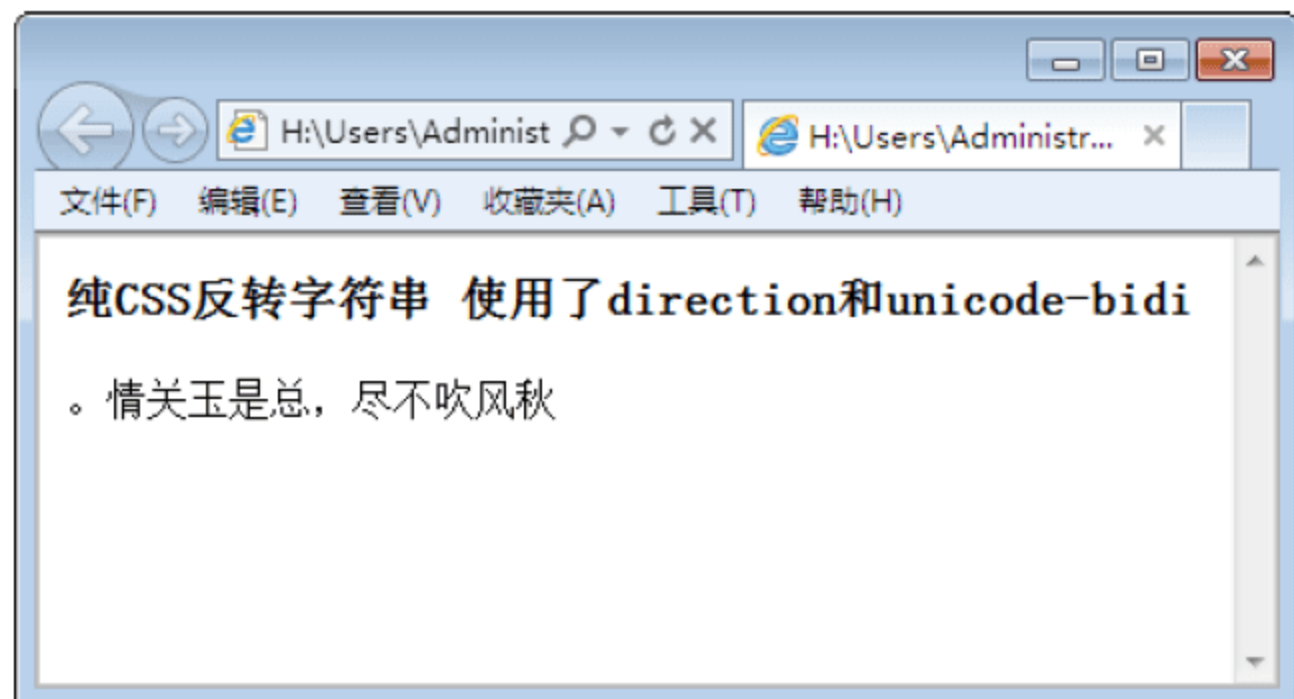 H:\Users\Administ
H:\Users\Administr...
文件(F) 编辑(E) 查看(V) 收藏夹(A) 工具(T) 帮助(H)
纯CSS反转字符串 使用了direction和unicode-bidi
。情关玉是总，尽不吹风秋